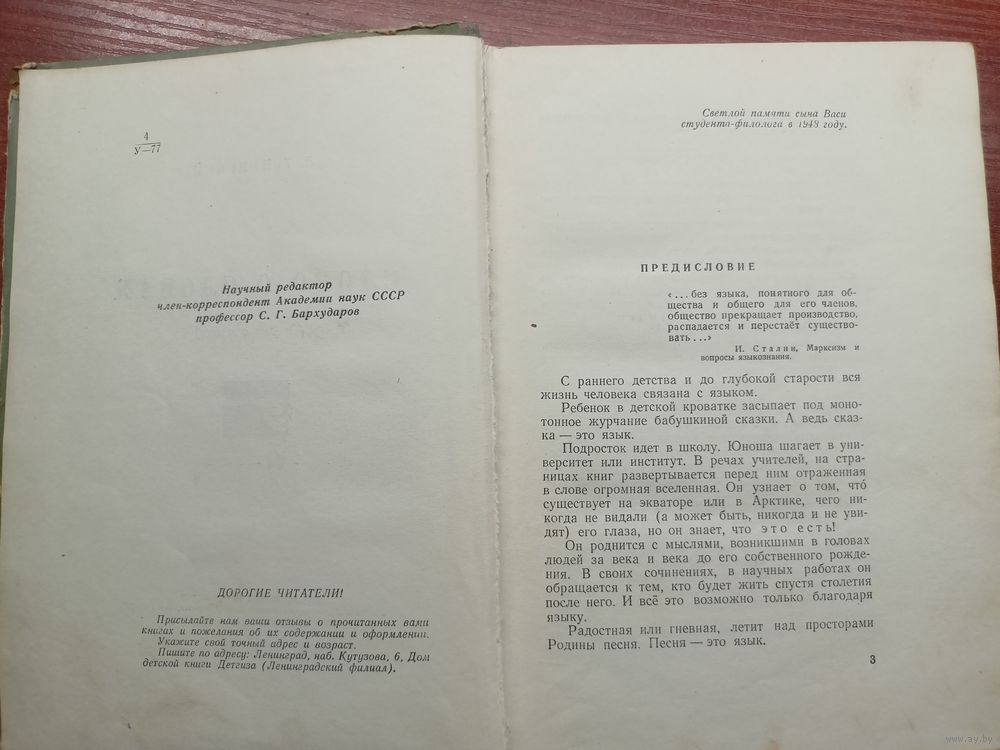 4
У—77
Научный редактор
член-корреспондент Академии наук СССР
профессор С. Г. Бархударов
ДОРОГИЕ ЧИТАТЕЛИ!
Присылайте нам ваши отзывы о прочитанных вами
книгах и пожелания об их содержании и оформлении.
Укажите свой точный адрес и возраст.
Пишите по адресу: Ленинград, наб. Кутузова, 6, Дом
детской книги Детгиза (Ленинградский филиал).
Светлой памяти сына Васи
студента-филолога в 1948 году.
ПРЕДИСЛОВИЕ
«...без языка, понятного для об-
щества и общего для его членов,
общество прекращает производство,
распадается и перестаёт существо-
вать...»
И. Сталин, Марксизм и
вопросы языкознания.
С раннего детства и до глубокой старости вся
жизнь человека связана с языком.
Ребенок в детской кроватке засыпает под моно-
тонное журчание бабушкиной сказки. А ведь сказ-
ка — это язык.
Подросток идет в школу. Юноша шагает в уни-
верситет или институт. В речах учителей, на стра-
ницах книг развертывается перед ним отраженная
в слове огромная вселенная. Он узнает о том, что́
существует на экваторе или в Арктике, чего ни-
когда не видали (а может быть, никогда и не уви-
дят) его глаза, но он знает, что это есть!
Он роднится с мыслями, возникшими в головах
людей за века и века до его собственного рожде-
ния. В своих сочинениях, в научных работах он
обращается к тем, кто будет жить спустя столетия
после него. И всё это возможно только благодаря
языку.
Радостная или гневная, летит над просторами
Родины песня. Песня — это язык.
3
www.ay.by